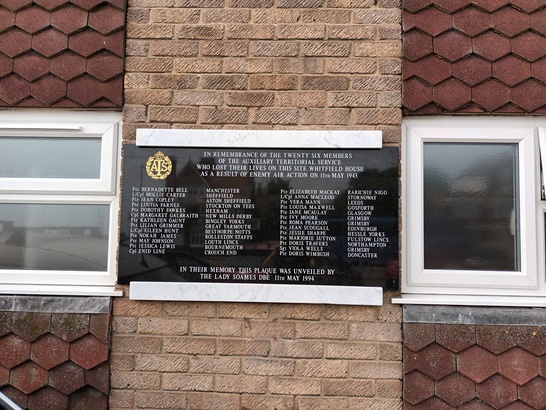 ATS
IN REMEMBRANCE OF THE TWENTY SIX MEMBERS
OF THE AUXILIARY TERRITORIAL SERVICE
WHO LOST THEIR LIVES ON THIS SITE, WHITFIELD HOUSE
AS A RESULT OF ENEMY AIR ACTION ON 11TH MAY 1943
Pte BERNADETTE BELL MANCHESTER
L/Cpl MOLLIE CARTER SHEFFIELD
Pte JEAN COPLEY ASTON SHEFFIELD
Pte LOUISA FARNES STOCKTON ON TEES
Pte DOROTHY FAWKES HEXHAM
Cpl MARGARET GALBRAITH NEW MILLS DERBY
Pte KATHLEEN GAUNT BINGLEY YORKS
Pte LILIAN GRIMMER GREAT YARMOUTH
L/Cpl EILEEN HUNT BESTHORPE NOTTS
Pte NORAH JAMES ROLLESTON STAFFS
Pte MAY JOHNSON LOUTH LINCS
Pte JESSICA LEWIS BOURNEMOUTH
Cpl ENID LINE CROUCH END
Pte ELIZABETH MACKAY RARICHIE NIGG
L/Cpl ANNA MACLEOD STORNOWAY
Pte VERA MANN LEEDS
Pte LOUISA MAXWELL GOSFORTH
Pte JANE MCAULAY GLASGOW
Pte IVY MOORE GRIMSBY
Pte ROMA PEARSON GRIMSBY
Pte JEAN SCOUGALL EDINBURGH
Pte JESSIE SHARPE HESSLE YORKS
Pte MARJORIE SUTTON FULSTOW LINCS
Pte DORIS TRAVERS NORTHAMPTON
Sgt VIOLA WELLS GRIMSBY
Pte DORIS WIMBUSH DONCASTER
IN THEIR MEMORY THIS PLAQUE WAS UNVEILED BY
THE LADY SOAMES DBE 11TH MAY 1994